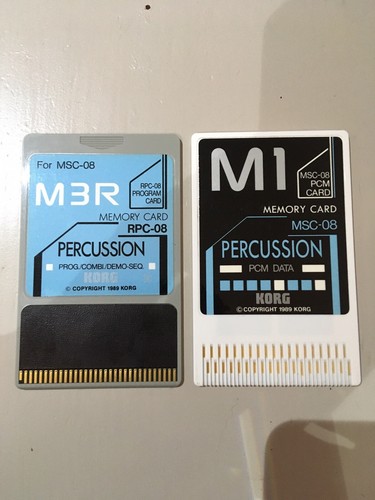 For MSC-08
M3R
RPC-08
PROGRAM
CARD
MEMORY CARD
RPC-08
PERCUSSION
PROG./COMBI./DEMO-SEQ.
KORG
© COPYRIGHT 1989 KORG
M1
MSC-08
PCM
CARD
MEMORY CARD
MSC-08
PERCUSSION
PCM DATA
KORG
© COPYRIGHT 1989 KORG